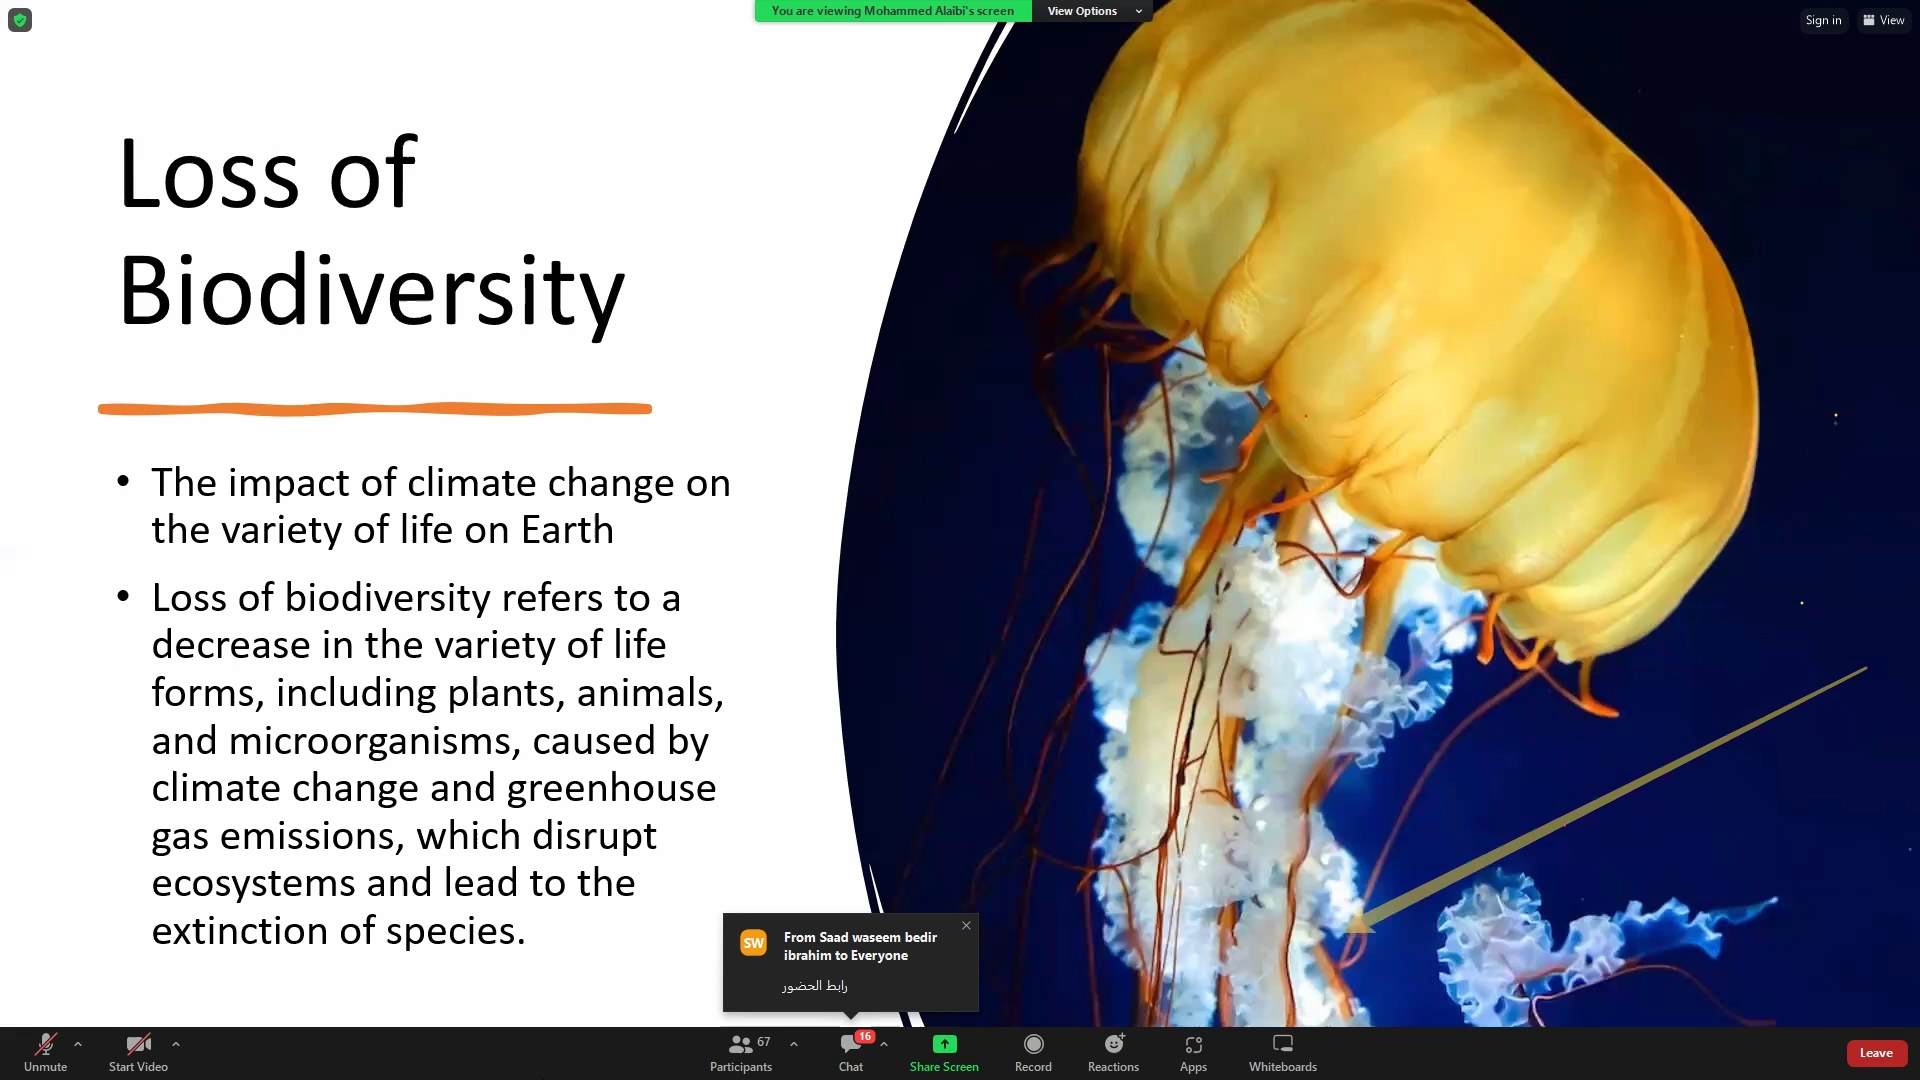 You are viewing Mohammed Alaibi's screen
View Options
Sign in
View
Loss of
Biodiversity
• The impact of climate change on
the variety of life on Earth
• Loss of biodiversity refers to a
decrease in the variety of life
forms, including plants, animals,
and microorganisms, caused by
climate change and greenhouse
gas emissions, which disrupt
ecosystems and lead to the
extinction of species.
SW
From Saad waseem bedir
ibrahim to Everyone
رابط الحضور
Unmute
Start Video
67
Participants
16
Chat
Share Screen
Record
Reactions
Apps
Whiteboards
Leave